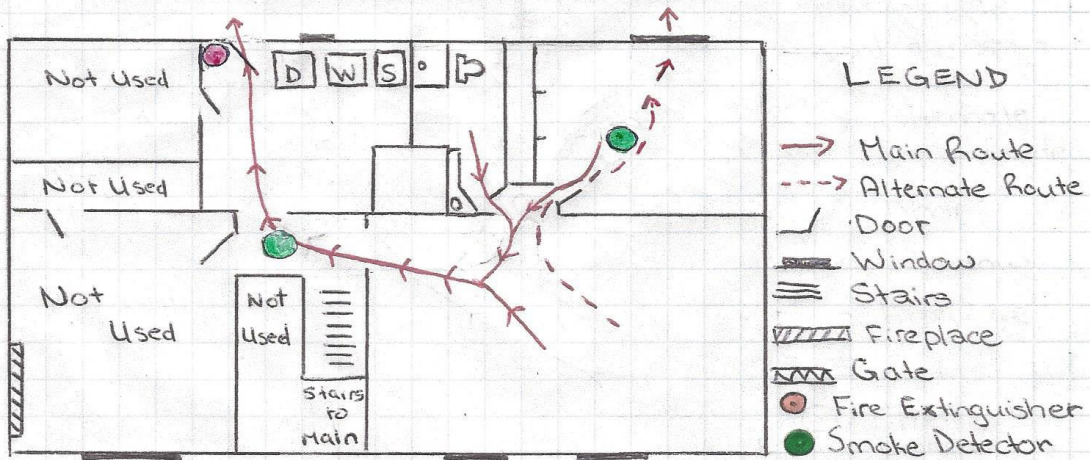 Not Used
D W S
Not Used
Not
Used
Not
Used
Stairs
to
Main
LEGEND
Main Route
Alternate Route
Door
Window
Stairs
Fireplace
Gate
Fire Extinguisher
Smoke Detector